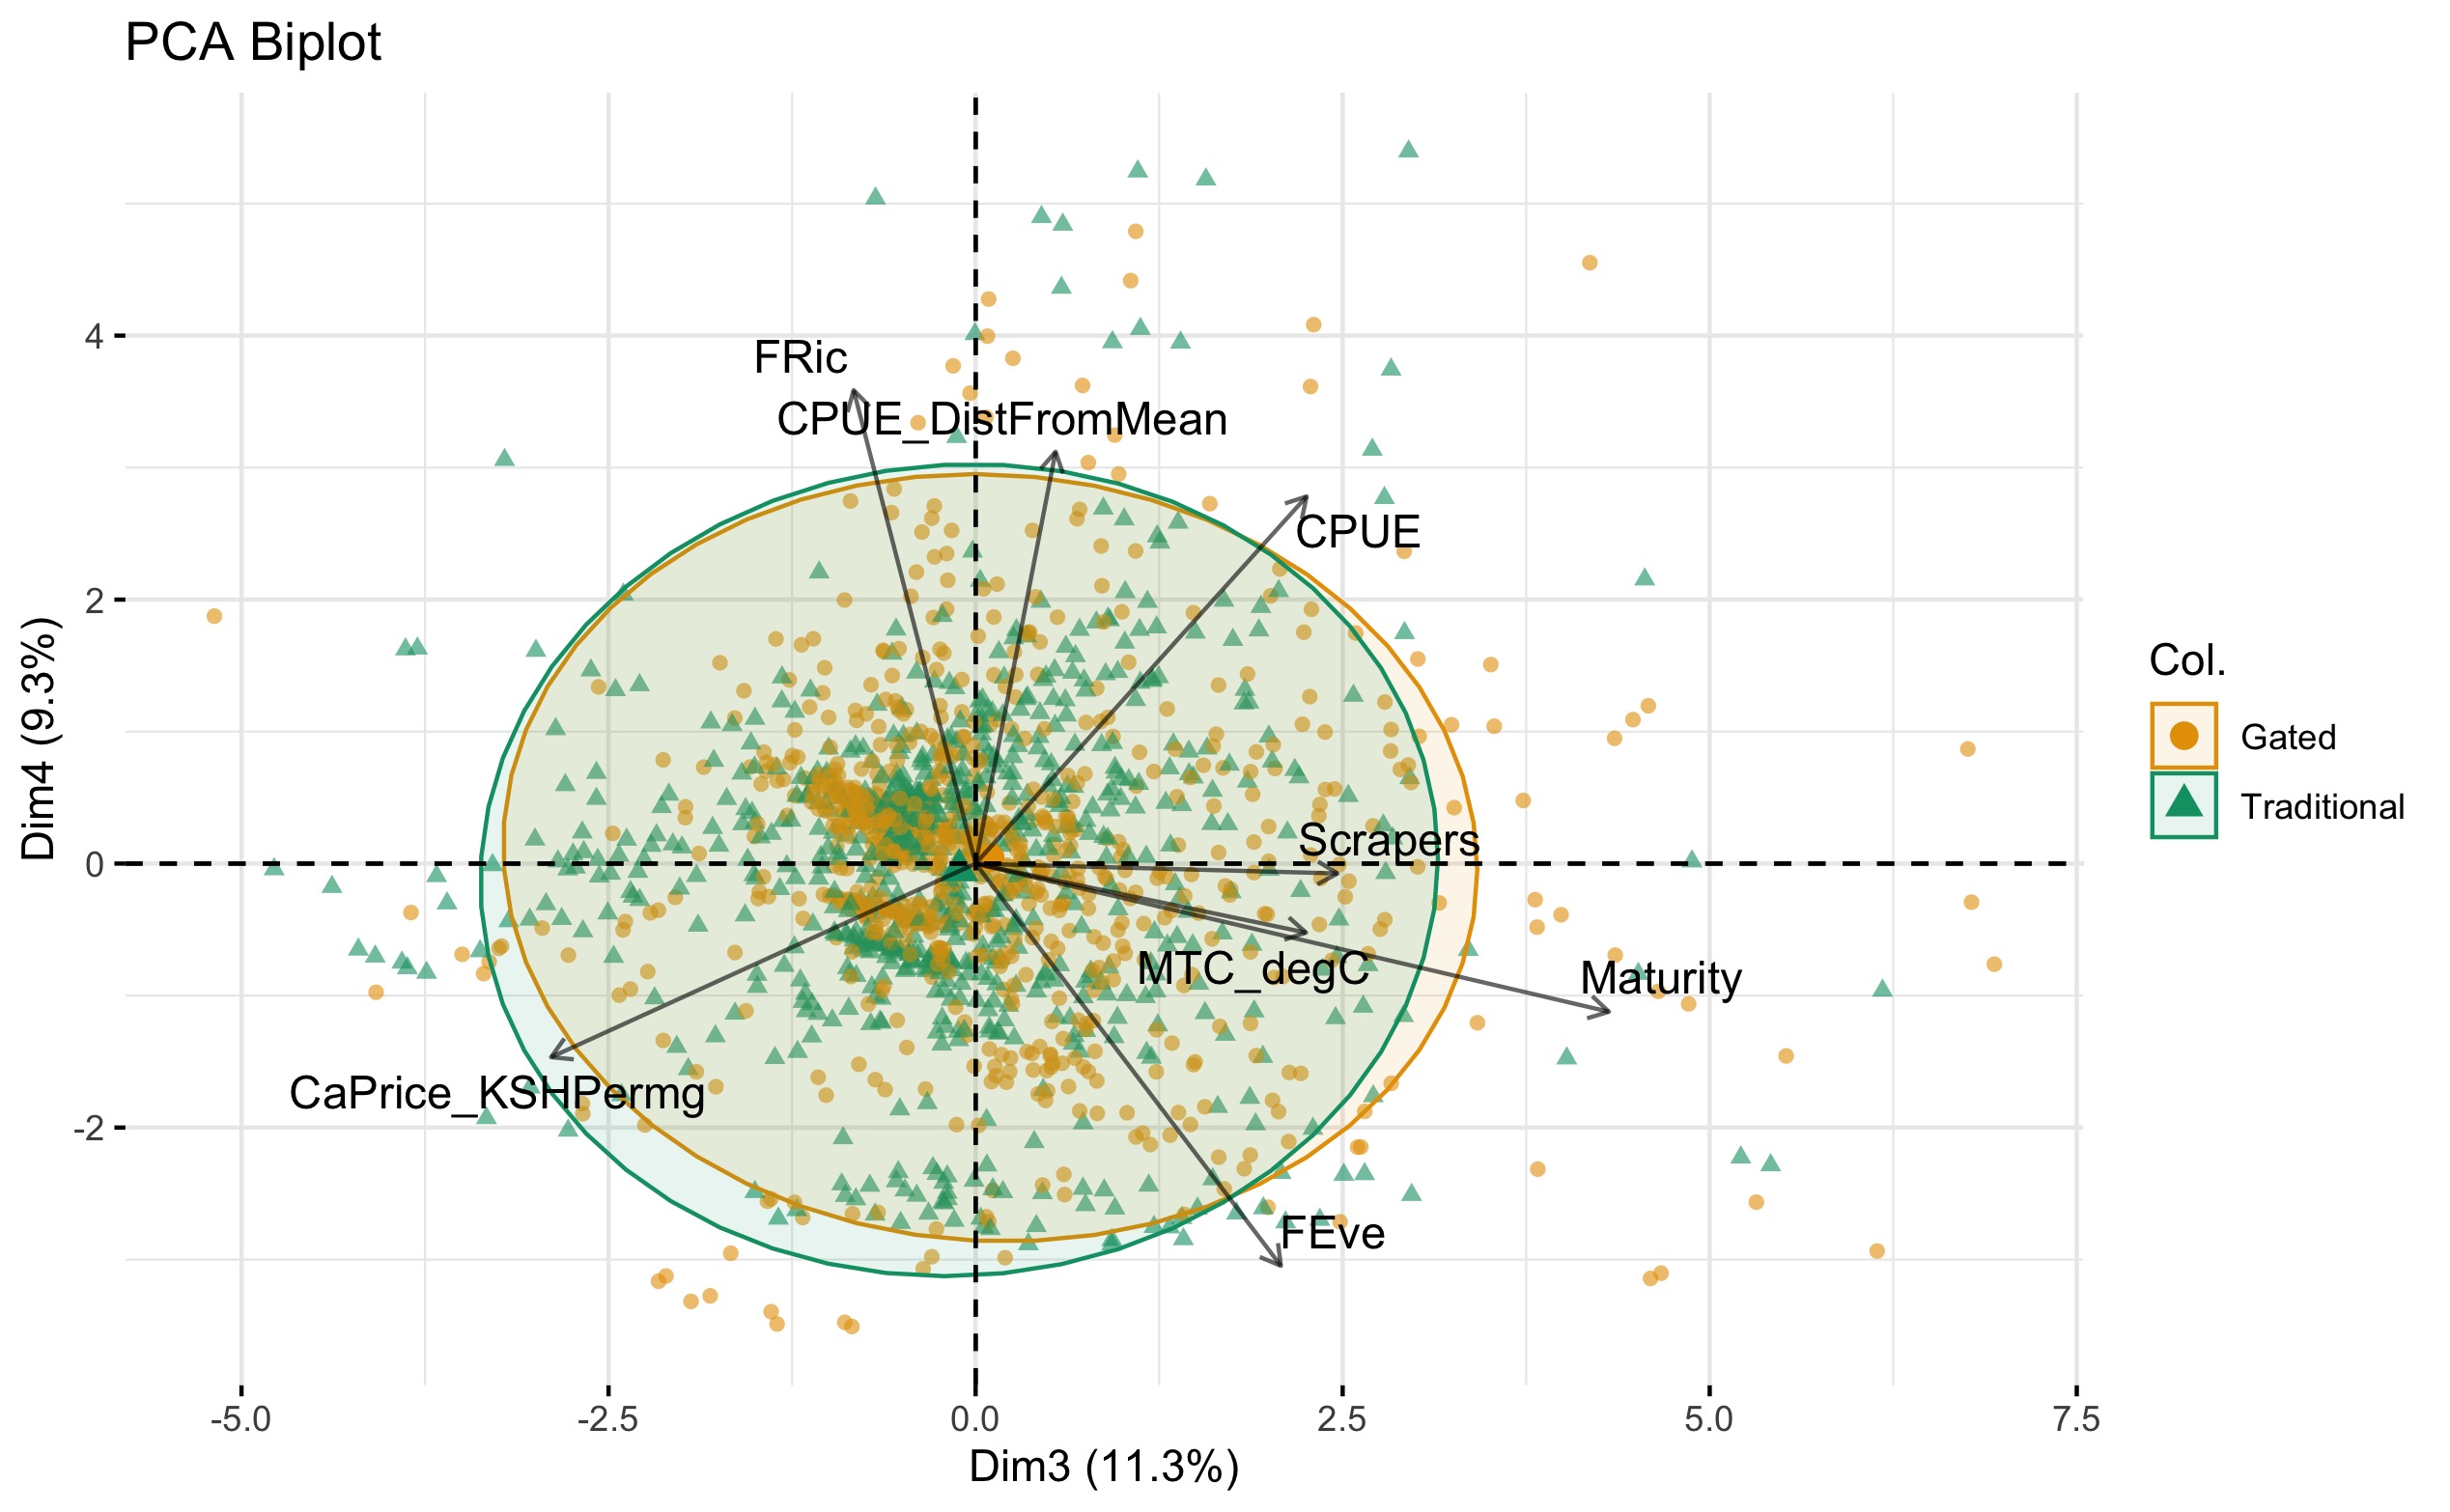 PCA Biplot
FRic
CPUE_DistFromMean
CPUE
Scrapers
MTC_degC
Maturity
CaPrice_KSHPermg
FEve
4
2
0
-2
-5.0
-2.5
0.0
2.5
5.0
7.5
Dim3 (11.3%)
Dim4 (9.3%)
Col.
Gated
Traditional